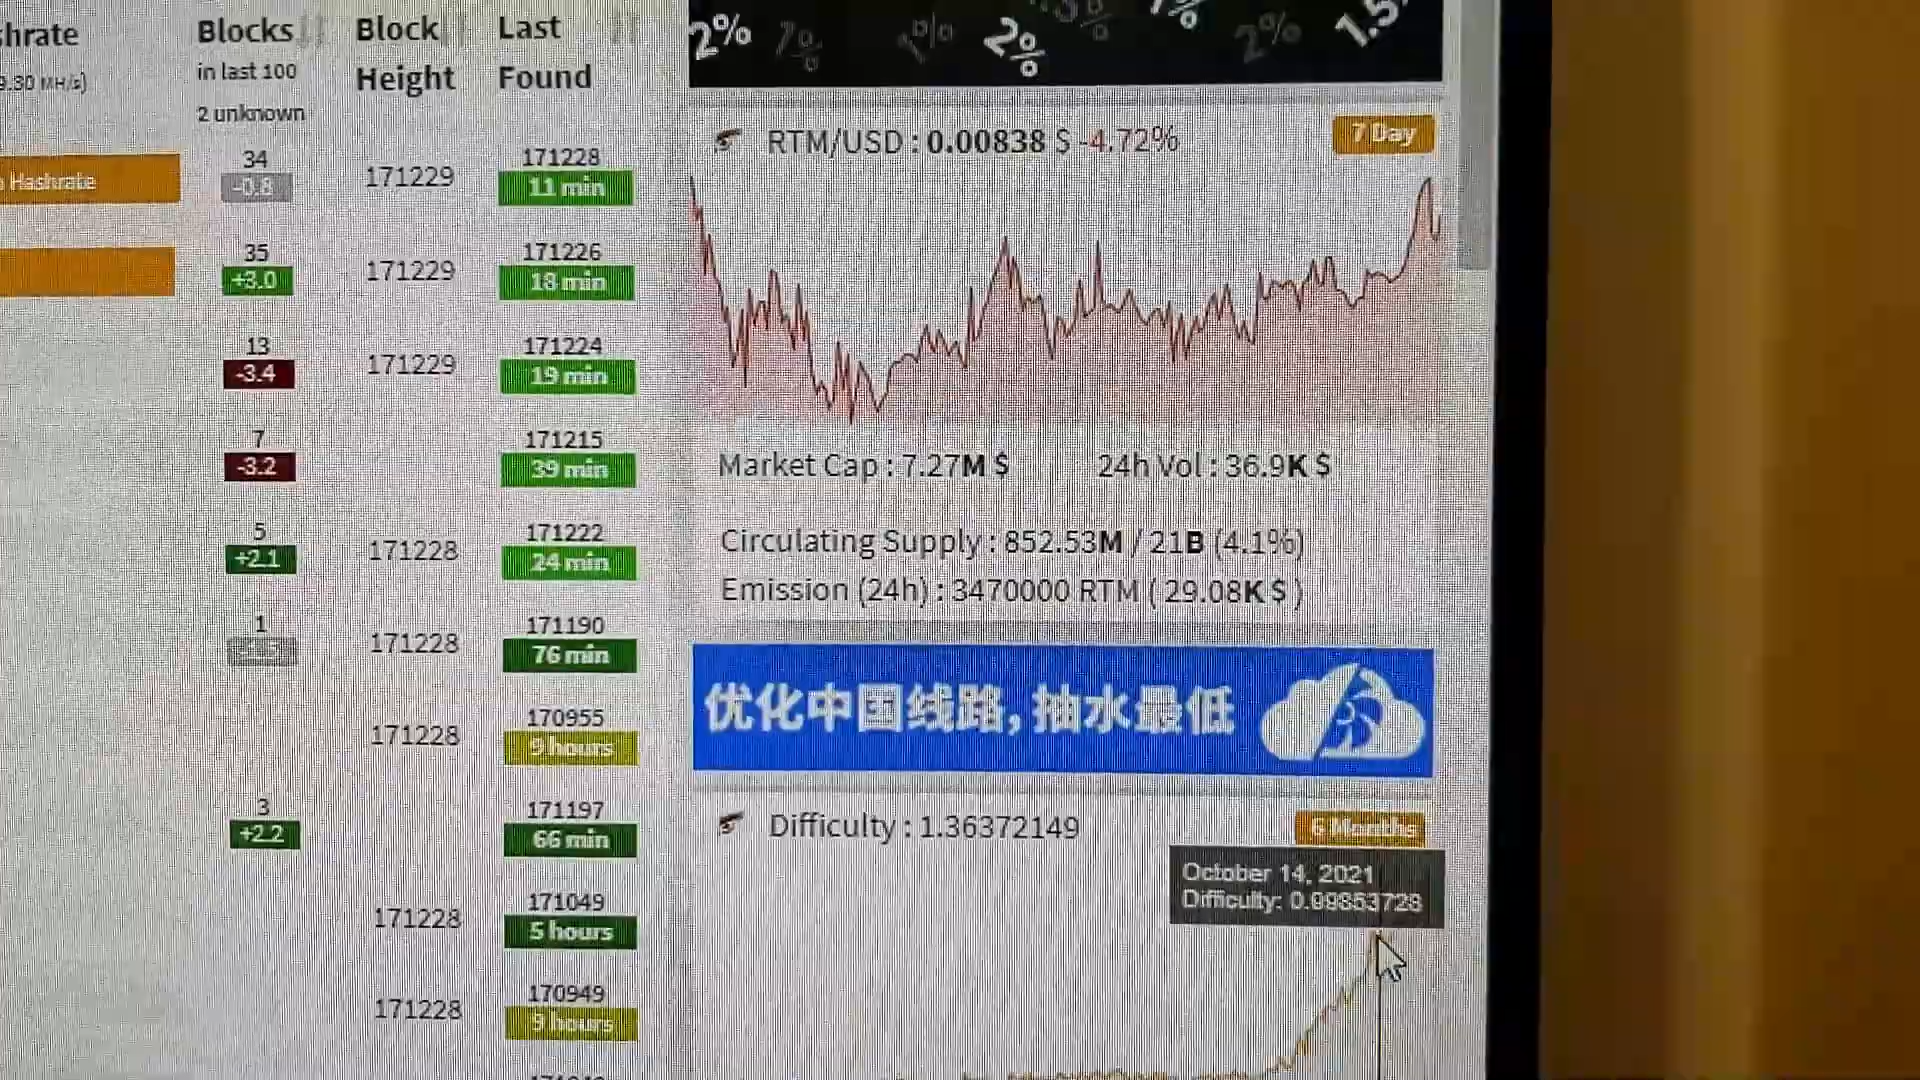 hrate
Blocks
Block
Last
in last 100
Height
Found
2 unknown
2%
2%
2%
1.5
RTM/USD : 0.00838 $ -4.72%
7 Day
Hashrate
34
-0.8
171229
171228
11 min
35
+3.0
171229
171226
18 min
13
-3.4
171229
171224
19 min
7
-3.2
171215
39 min
Market Cap : 7.27M $
24h Vol : 36.9K $
5
+2.1
171228
171222
24 min
Circulating Supply : 852.53M / 21B (4.1%)
Emission (24h) : 3470000 RTM ( 29.08K $ )
1
171228
171190
76 min
171228
170955
9 hours
优化中国线路,抽水最低
3
+2.2
171197
66 min
Difficulty : 1.36372149
6 Months
October 14, 2021
Difficulty: 0.99853728
171228
171049
5 hours
171228
170949
9 hours